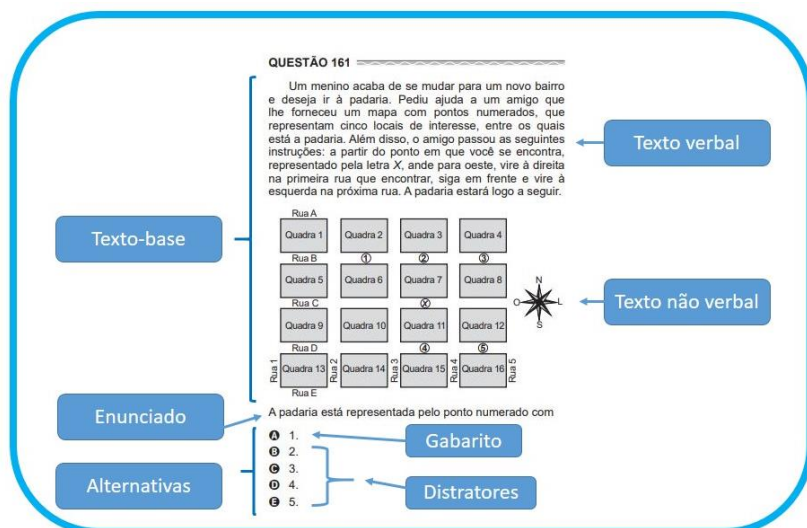 QUESTÃO 161
Um menino acaba de se mudar para um novo bairro
e deseja ir à padaria. Pediu ajuda a um amigo que
lhe forneceu um mapa com pontos numerados, que
representam cinco locais de interesse, entre os quais
está a padaria. Além disso, o amigo passou as seguintes
instruções: a partir do ponto em que você se encontra,
representado pela letra X, ande para oeste, vire à direita
na primeira rua que encontrar, siga em frente e vire à
esquerda na próxima rua. A padaria estará logo a seguir.
Texto verbal
Texto-base
Rua A
Quadra 1 Quadra 2 Quadra 3 Quadra 4
Rua B ① ② ③
Quadra 5 Quadra 6 Quadra 7 Quadra 8
Rua C Ⓧ
Quadra 9 Quadra 10 Quadra 11 Quadra 12
Rua D ④ ⑤
Rua 1 Quadra 13 Rua 2 Quadra 14 Rua 3 Quadra 15 Rua 4 Quadra 16 Rua 5
Rua E
N
O L
S
Texto não verbal
Enunciado
A padaria está representada pelo ponto numerado com
Alternativas
A 1.
B 2.
C 3.
D 4.
E 5.
Gabarito
Distratores